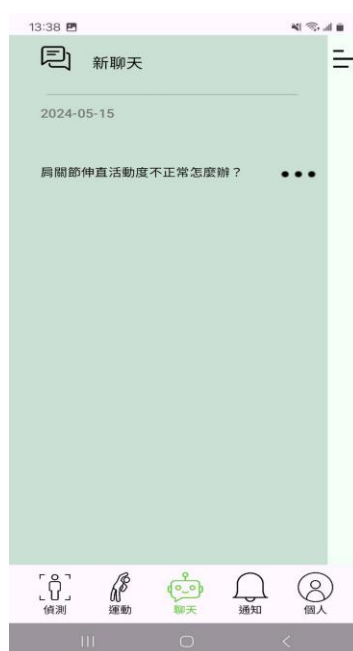 13:38
新聊天
2024-05-15
肩關節伸直活動度不正常怎麼辦？
偵測
運動
聊天
通知
個人